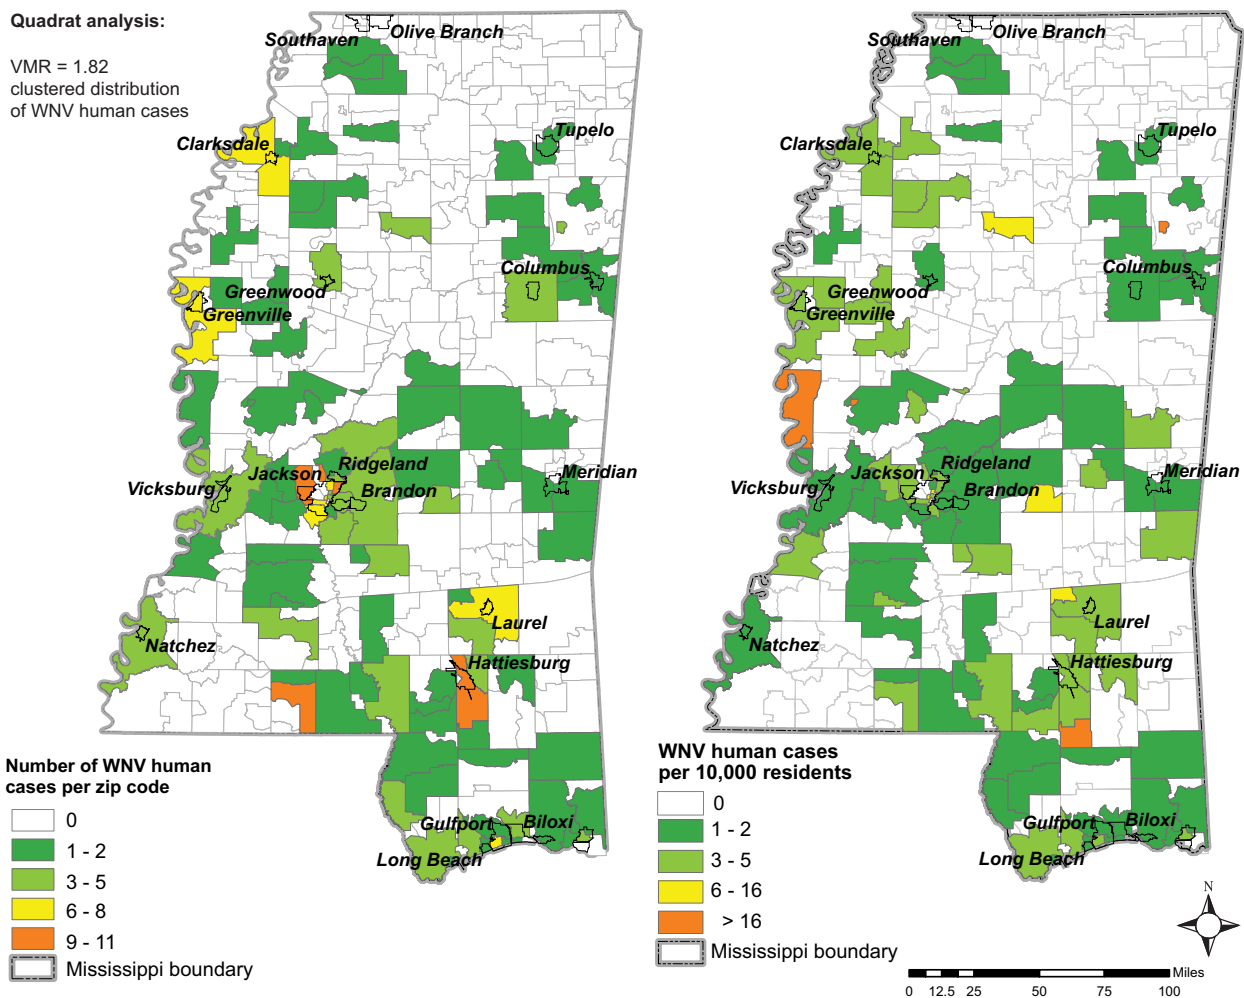 Quadrat analysis:
VMR = 1.82
clustered distribution
of WNV human cases
Southaven
Olive Branch
Clarksdale
Tupelo
Columbus
Greenwood
Greenville
Jackson
Ridgeland
Brandon
Meridian
Vicksburg
Laurel
Natchez
Hattiesburg
Gulfport
Biloxi
Long Beach
Number of WNV human
cases per zip code
0
1 - 2
3 - 5
6 - 8
9 - 11
Mississippi boundary
Southaven
Olive Branch
Clarksdale
Tupelo
Columbus
Greenwood
Greenville
Jackson
Ridgeland
Brandon
Meridian
Vicksburg
Laurel
Natchez
Hattiesburg
Gulfport
Biloxi
Long Beach
WNV human cases
per 10,000 residents
0
1 - 2
3 - 5
6 - 16
> 16
Mississippi boundary
N
Miles
0 12.5 25 50 75 100